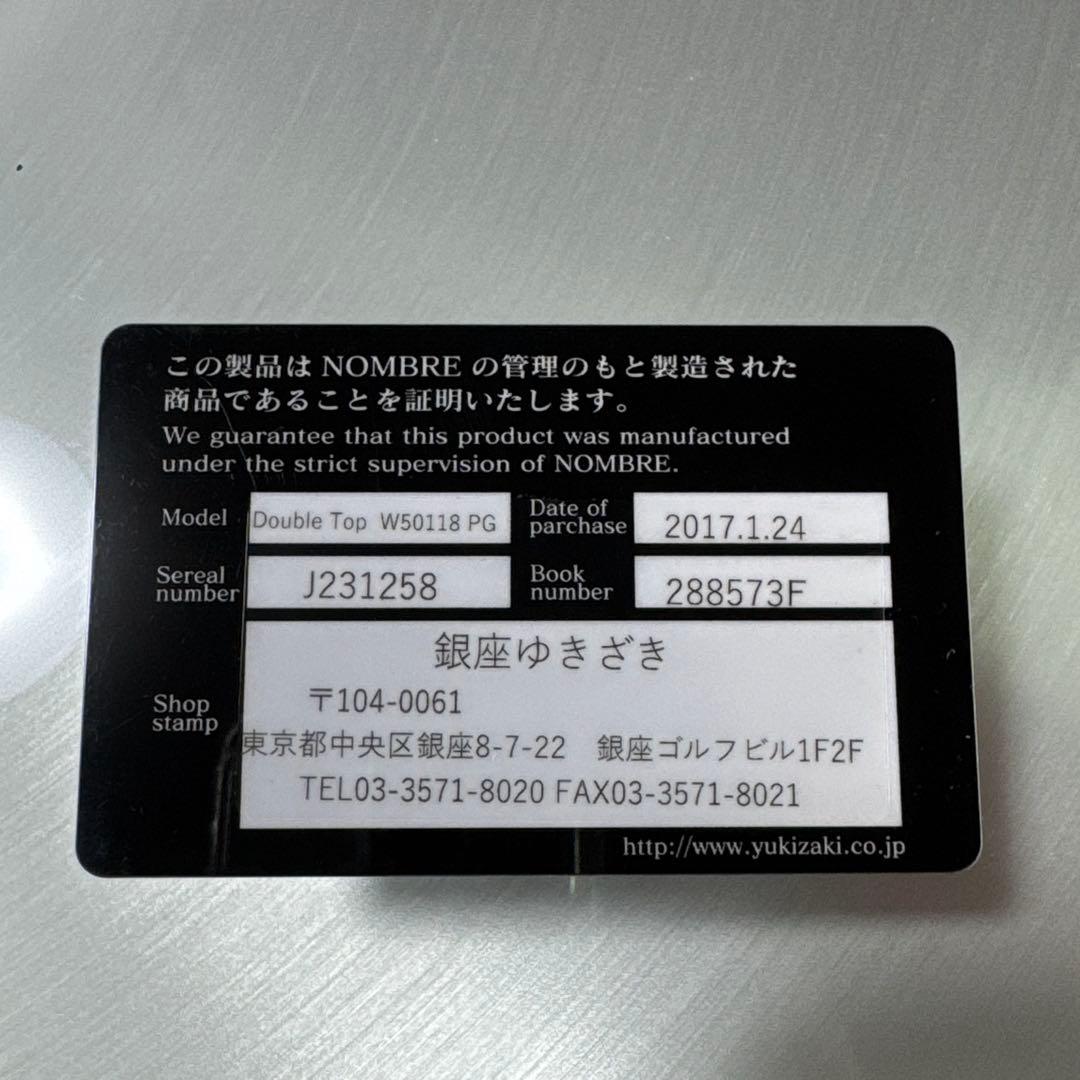 この製品は NOMBRE の管理のもと製造された
商品であることを証明いたします。
We guarantee that this product was manufactured
under the strict supervision of NOMBRE.
Model Double Top W50118 PG
Date of parchase 2017.1.24
Sereal number J231258
Book number 288573F
Shop stamp
銀座ゆきざき
〒104-0061
東京都中央区銀座8-7-22 銀座ゴルフビル1F2F
TEL03-3571-8020 FAX03-3571-8021
http://www.yukizaki.co.jp